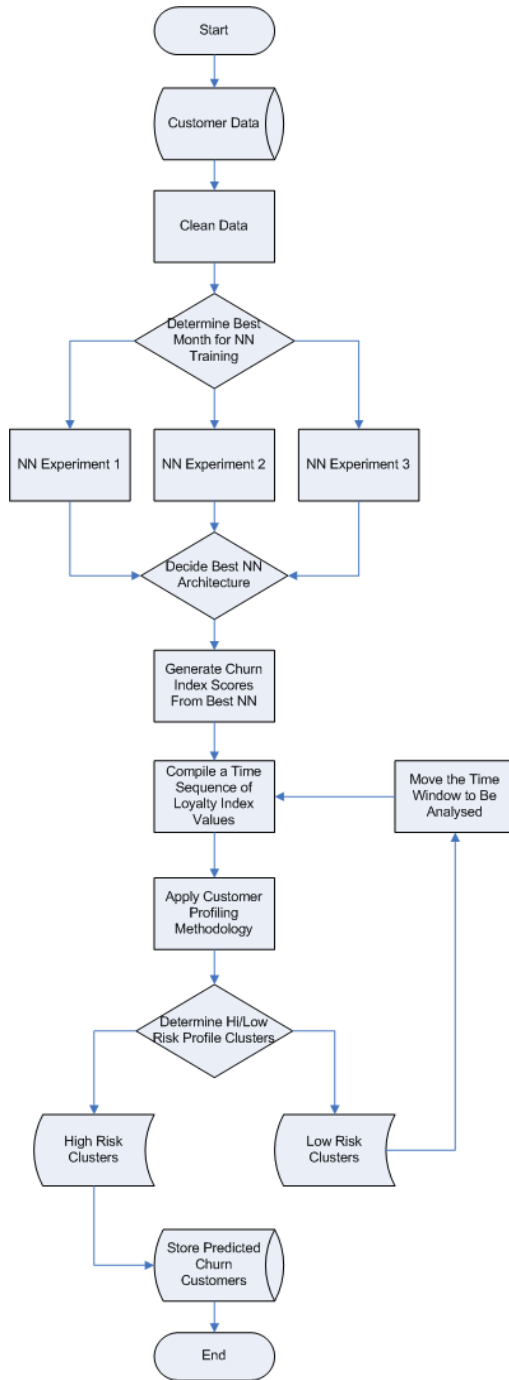 Start
Customer Data
Clean Data
Determine Best
Month for NN
Training
NN Experiment 1
NN Experiment 2
NN Experiment 3
Decide Best NN
Architecture
Generate Churn
Index Scores
From Best NN
Compile a Time
Sequence of
Loyalty Index
Values
Move the Time
Window to Be
Analysed
Apply Customer
Profiling
Methodology
Determine Hi/Low
Risk Profile Clusters
High Risk
Clusters
Low Risk
Clusters
Store Predicted
Churn
Customers
End